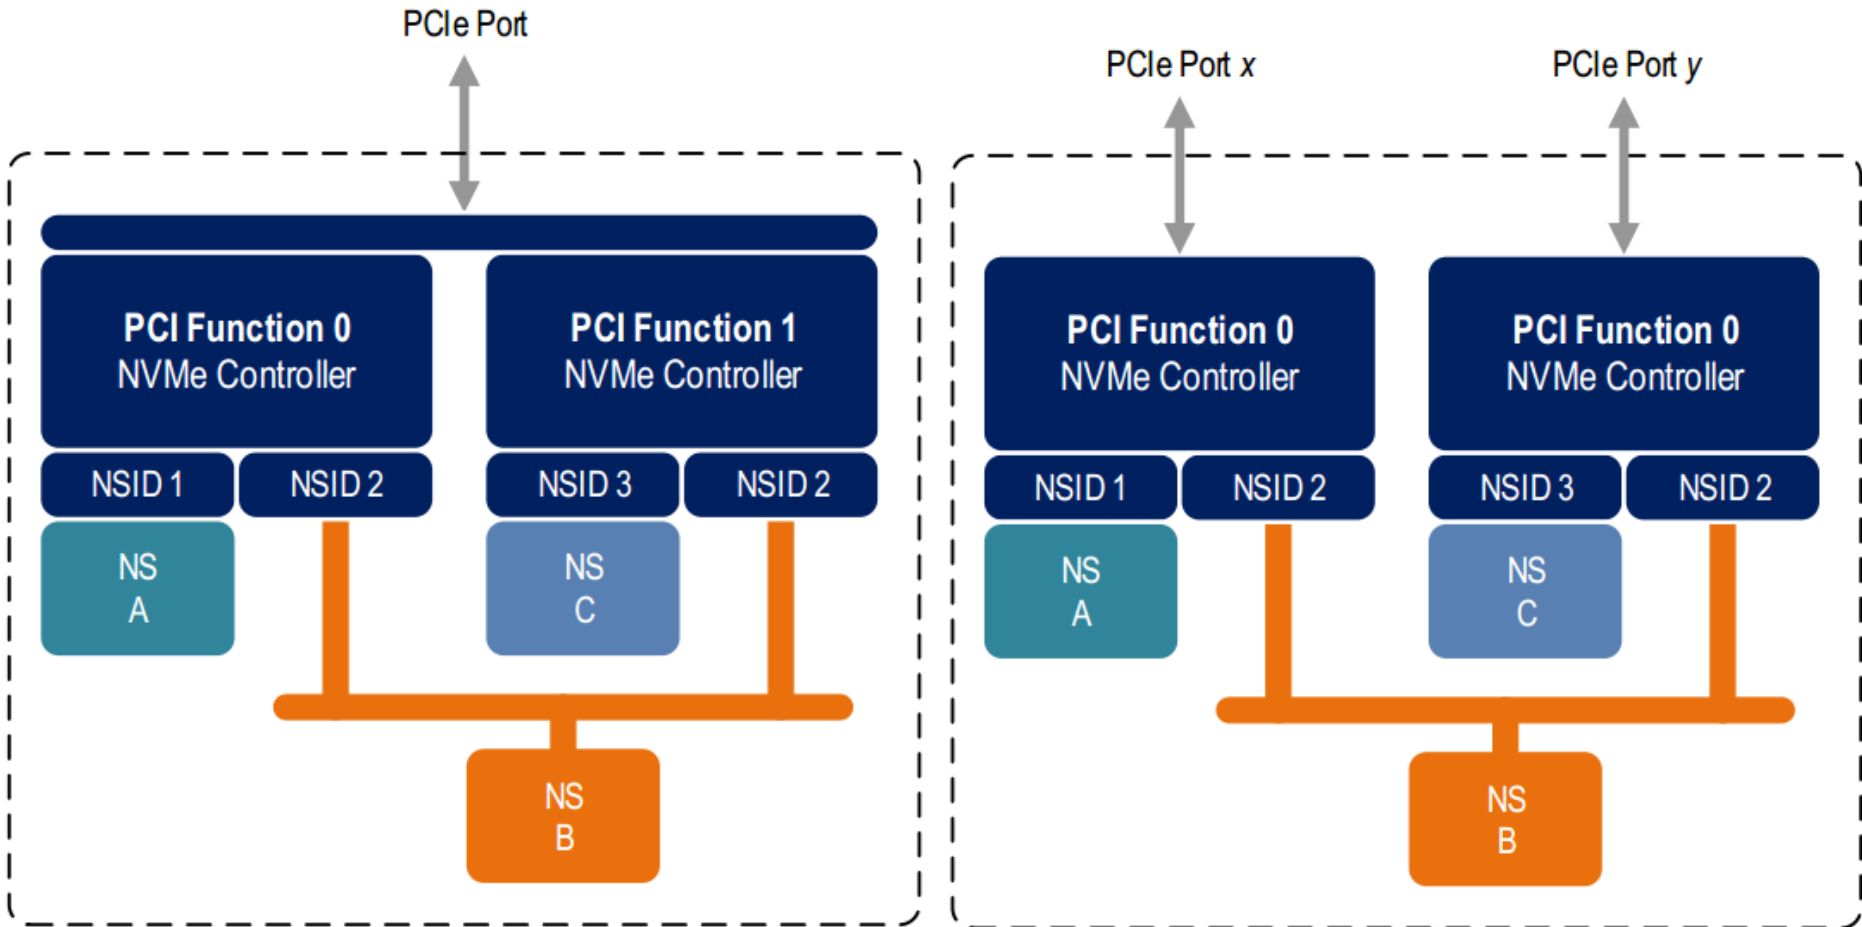 PCIe Port
PCI Function 0
NVMe Controller
PCI Function 1
NVMe Controller
NSID 1
NSID 2
NSID 3
NSID 2
NS
A
NS
C
NS
B
PCIe Port x
PCIe Port y
PCI Function 0
NVMe Controller
PCI Function 0
NVMe Controller
NSID 1
NSID 2
NSID 3
NSID 2
NS
A
NS
C
NS
B